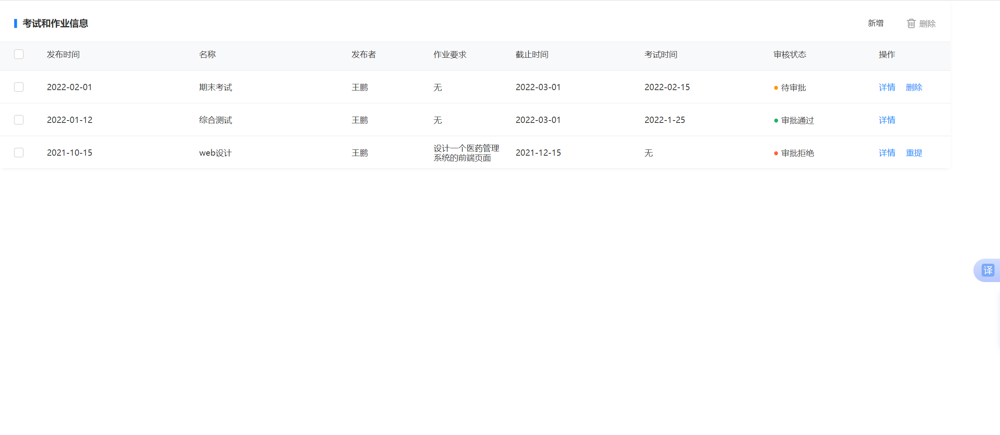 考试和作业信息 新增 删除
发布时间 名称 发布者 作业要求 截止时间 考试时间 审核状态 操作
2022-02-01 期末考试 王鹏 无 2022-03-01 2022-02-15 待审批 详情 删除
2022-01-12 综合测试 王鹏 无 2022-03-01 2022-1-25 审批通过 详情
2021-10-15 web设计 王鹏 设计一个医药管理 2021-12-15 无 审批拒绝 详情 重提
系统的前端页面
译